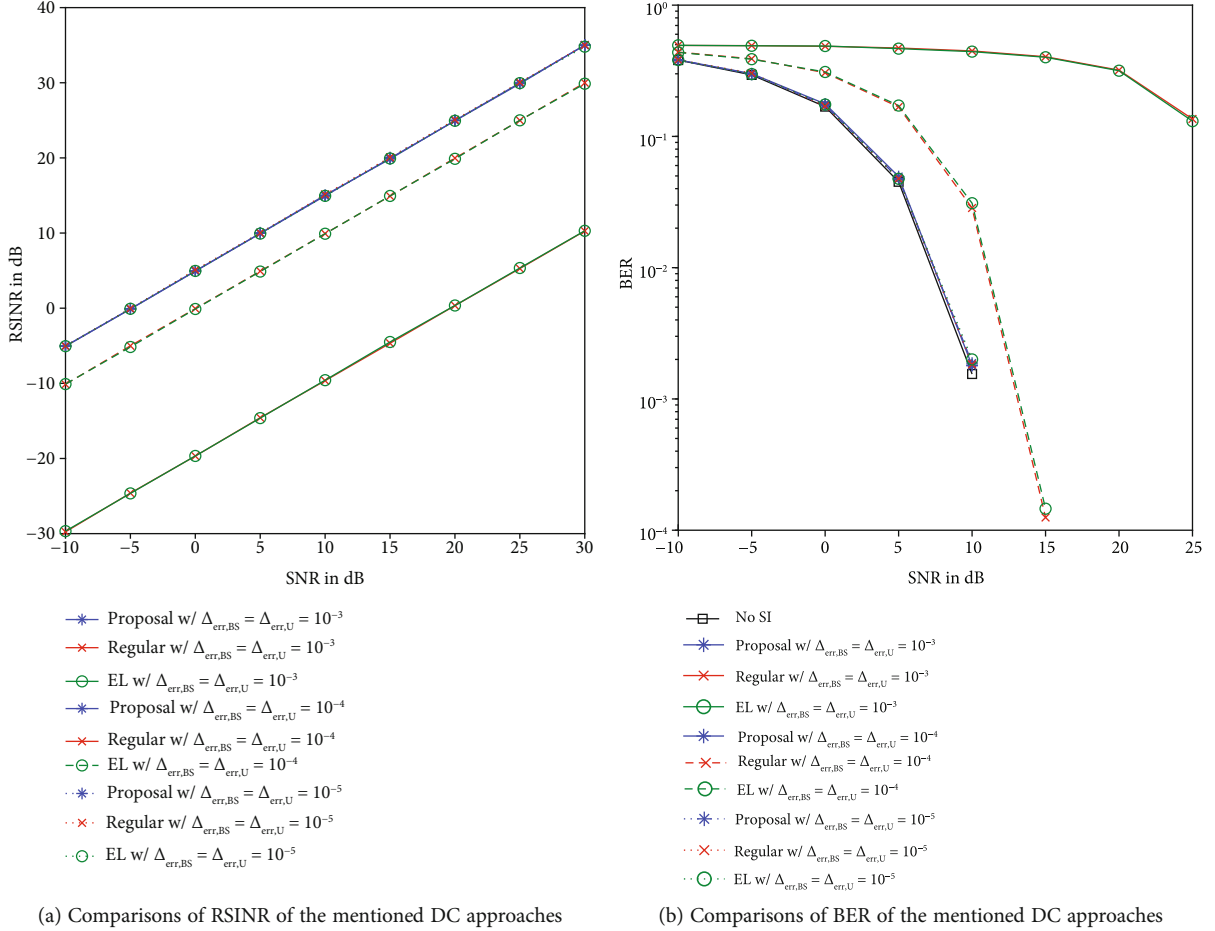 40
30
20
10
0
−10
−20
−30
RSINR in dB
−10 −5 0 5 10 15 20 25 30
SNR in dB
Proposal w/ Δerr,BS = Δerr,U = 10⁻³
Regular w/ Δerr,BS = Δerr,U = 10⁻³
EL w/ Δerr,BS = Δerr,U = 10⁻³
Proposal w/ Δerr,BS = Δerr,U = 10⁻⁴
Regular w/ Δerr,BS = Δerr,U = 10⁻⁴
EL w/ Δerr,BS = Δerr,U = 10⁻⁴
Proposal w/ Δerr,BS = Δerr,U = 10⁻⁵
Regular w/ Δerr,BS = Δerr,U = 10⁻⁵
EL w/ Δerr,BS = Δerr,U = 10⁻⁵
(a) Comparisons of RSINR of the mentioned DC approaches
10⁰
10⁻¹
10⁻²
10⁻³
10⁻⁴
BER
−10 −5 0 5 10 15 20 25
SNR in dB
No SI
Proposal w/ Δerr,BS = Δerr,U = 10⁻³
Regular w/ Δerr,BS = Δerr,U = 10⁻³
EL w/ Δerr,BS = Δerr,U = 10⁻³
Proposal w/ Δerr,BS = Δerr,U = 10⁻⁴
Regular w/ Δerr,BS = Δerr,U = 10⁻⁴
EL w/ Δerr,BS = Δerr,U = 10⁻⁴
Proposal w/ Δerr,BS = Δerr,U = 10⁻⁵
Regular w/ Δerr,BS = Δerr,U = 10⁻⁵
EL w/ Δerr,BS = Δerr,U = 10⁻⁵
(b) Comparisons of BER of the mentioned DC approaches